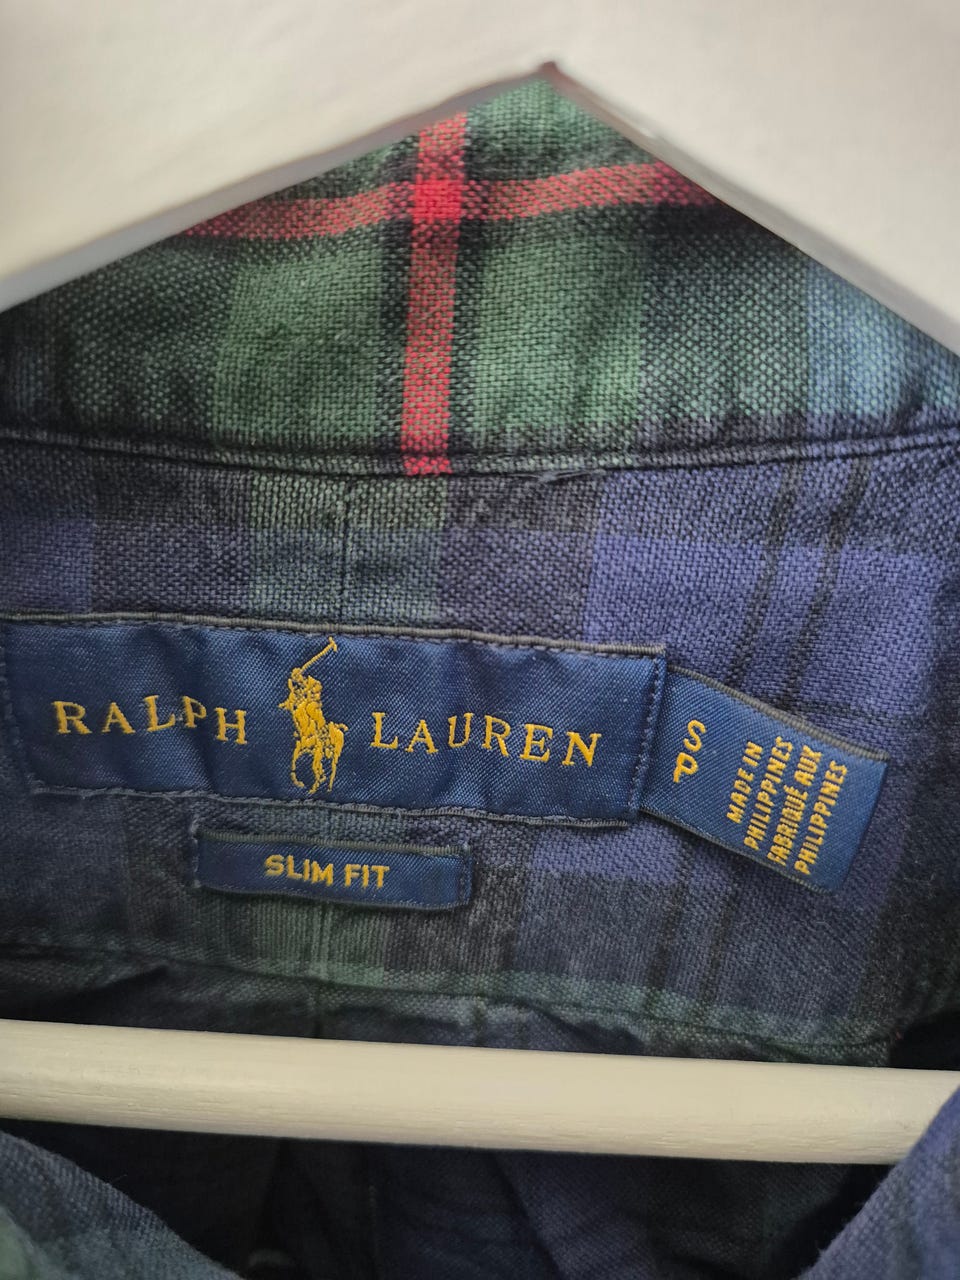 RALPH LAUREN
S
P
MADE IN
PHILIPPINES
FABRIQUÉ AUX
PHILIPPINES
SLIM FIT